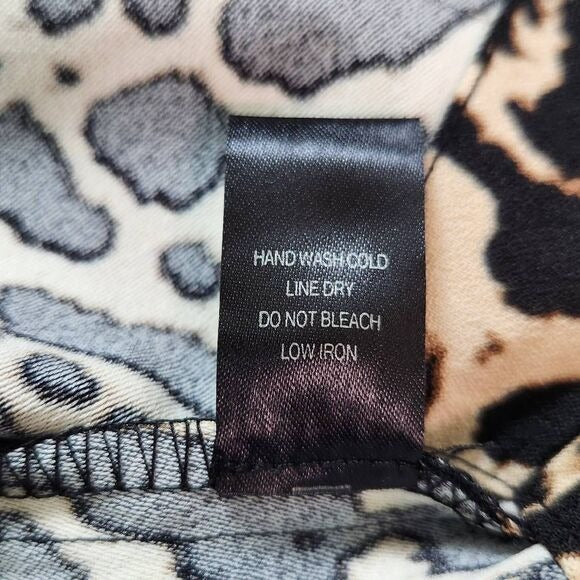 HAND WASH COLD
LINE DRY
DO NOT BLEACH
LOW IRON